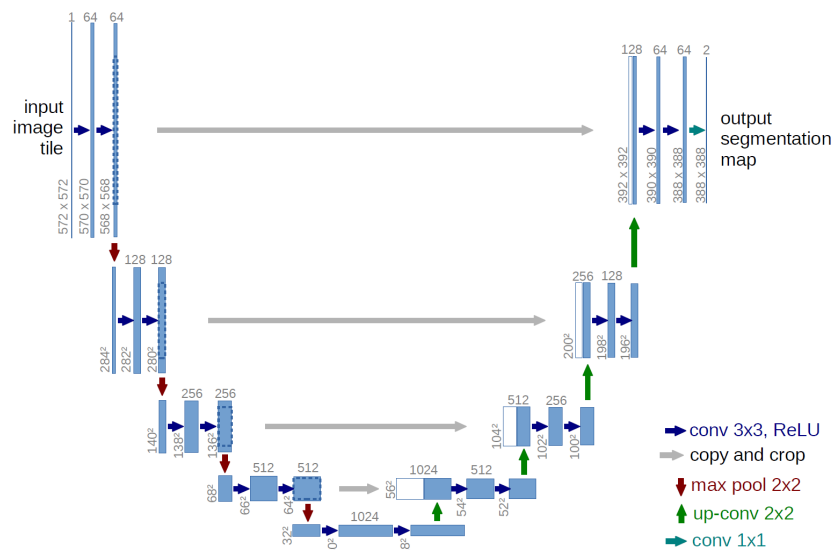 1 64 64
128 64 64 2
input
image
tile
output
segmentation
map
572 x 572
570 x 570
568 x 568
392 x 392
390 x 390
388 x 388
388 x 388
128 128
256 128
284²
282²
280²
200²
198²
196²
256 256
512 256
140²
138²
136²
104²
102²
100²
512 512
1024 512
68²
66²
64²
56²
54²
52²
1024
32²
0²
8²
conv 3x3, ReLU
copy and crop
max pool 2x2
up-conv 2x2
conv 1x1